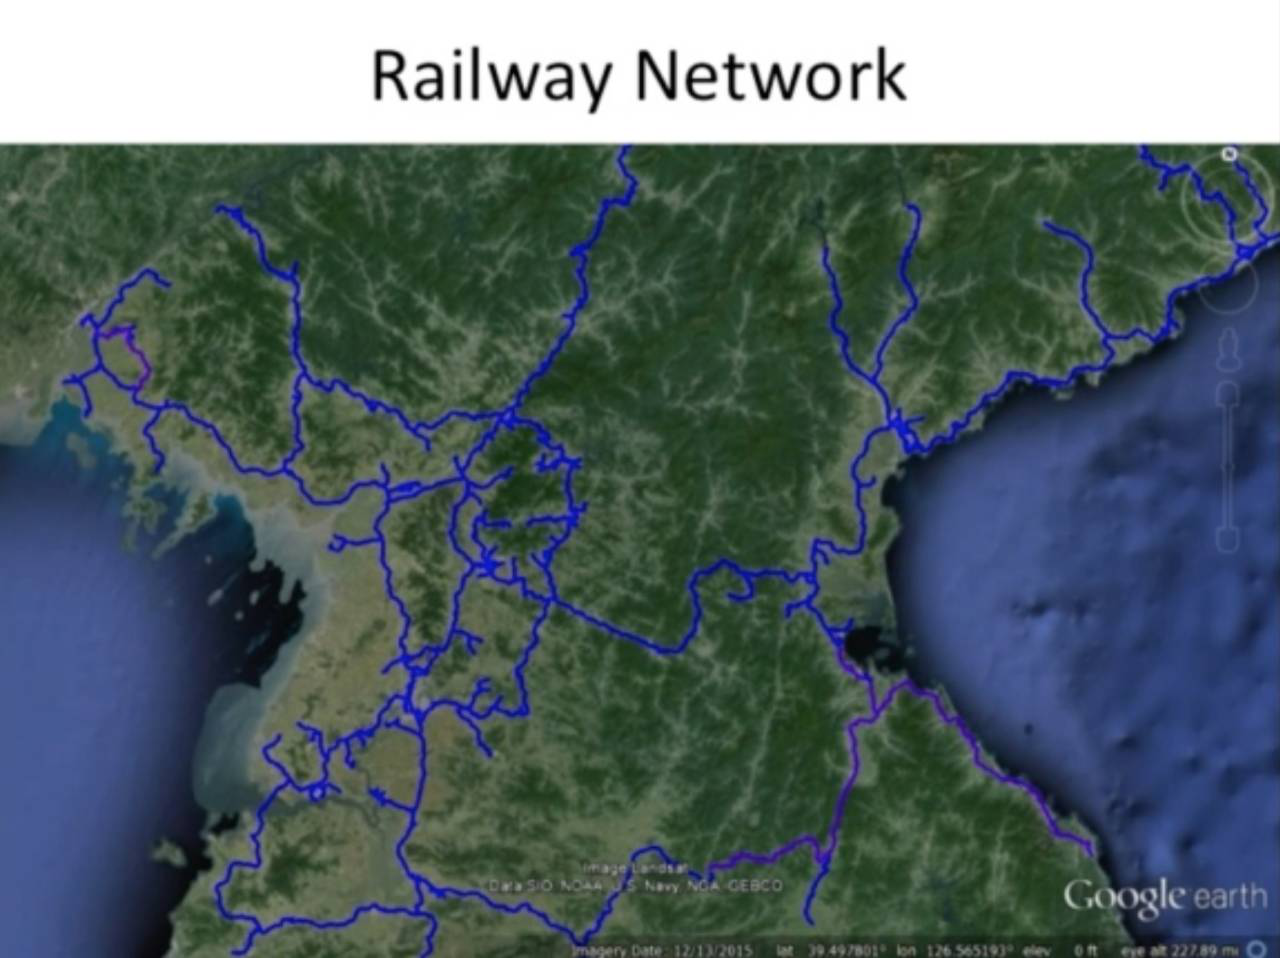 Railway Network
N
Image Landsat
Data SIO, NOAA, U.S. Navy, NGA, GEBCO
Google earth
Imagery Date: 12/13/2015 lat 39.497801° lon 126.565193° elev 0 ft eye alt 227.89 mi